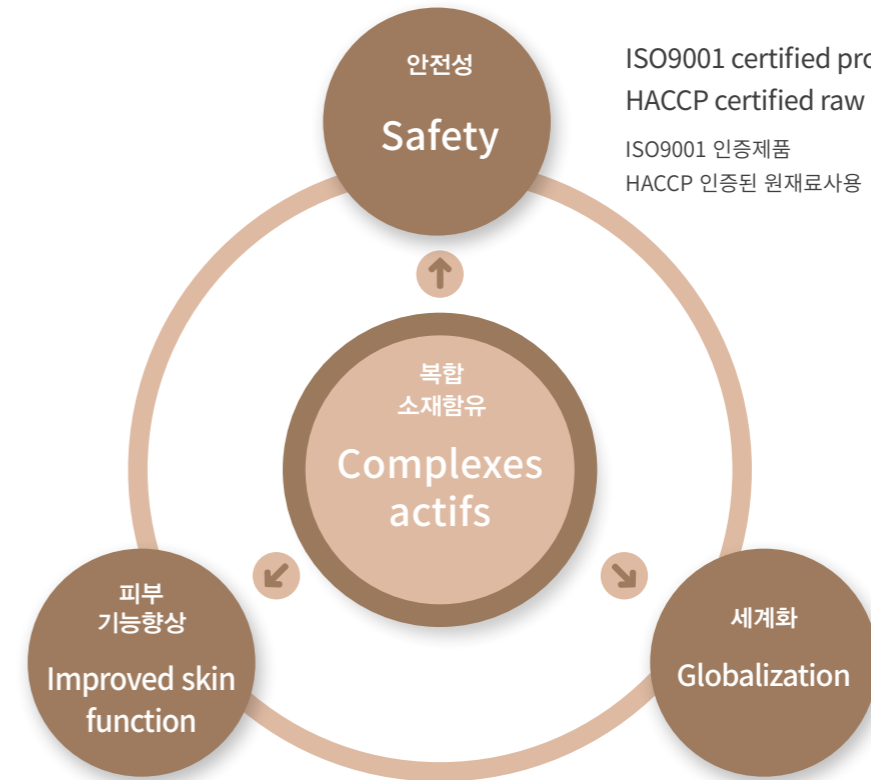 안전성
Safety
ISO9001 certified
HACCP certified raw
ISO9001 인증제품
HACCP 인증된 원재료사용
복합
소재함유
Complexes
actifs
피부
기능향상
Improved skin
function
세계화
Globalization